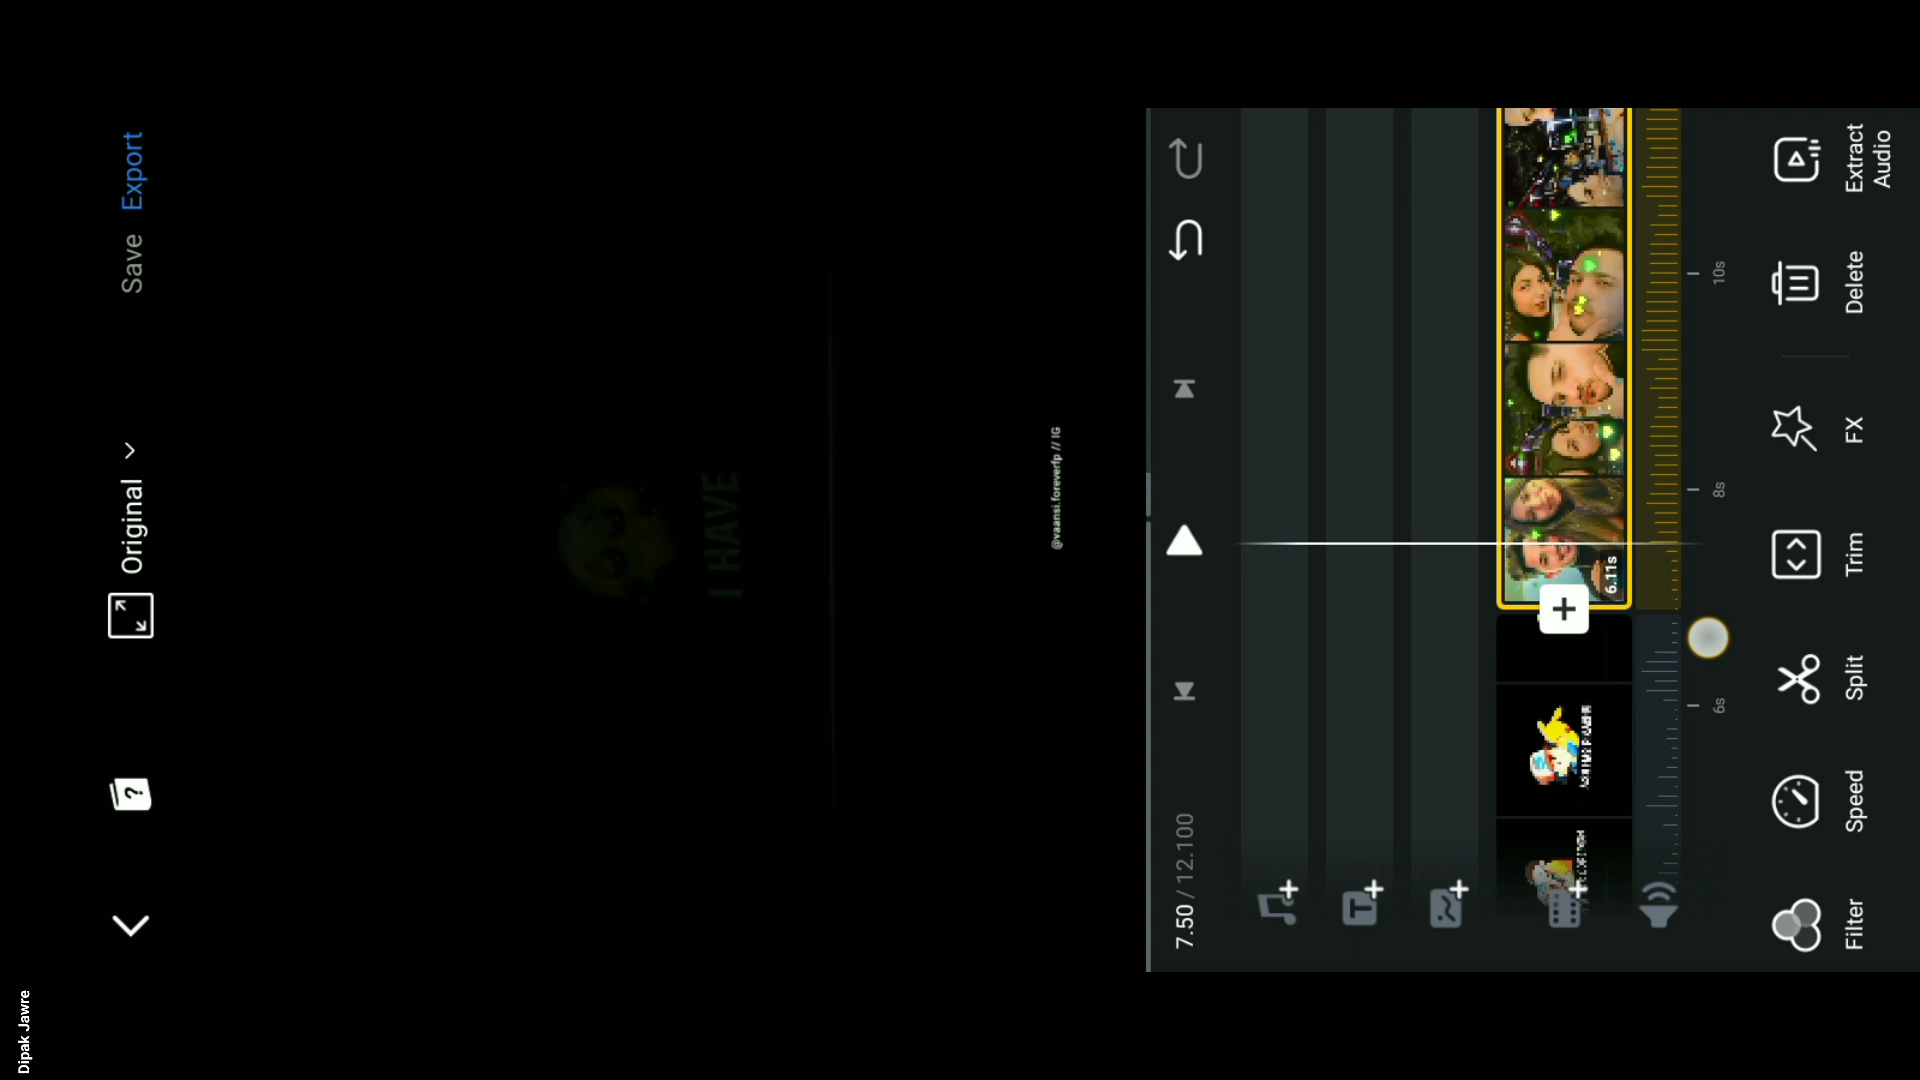 Save Export
Original
I HAVE
@vaansi.foreverfp // IG
7.50 / 12.100
6.11s
6s
8s
10s
Filter
Speed
Split
Trim
FX
Delete
Extract
Audio
Dipak Jawre